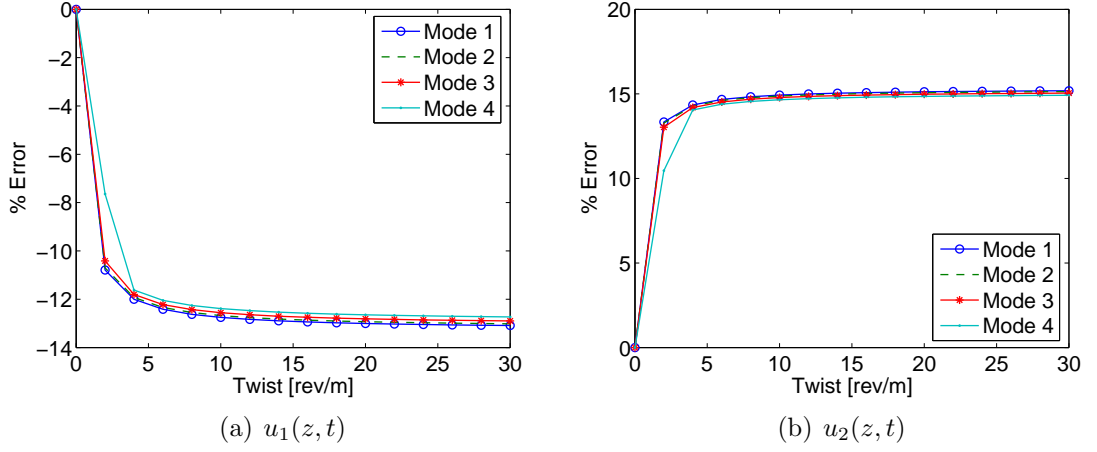 0
−2
−4
−6
−8
−10
−12
−14
% Error
0 5 10 15 20 25 30
Twist [rev/m]
Mode 1
Mode 2
Mode 3
Mode 4
(a) u₁(z, t)
20
15
10
5
0
% Error
0 5 10 15 20 25 30
Twist [rev/m]
Mode 1
Mode 2
Mode 3
Mode 4
(b) u₂(z, t)